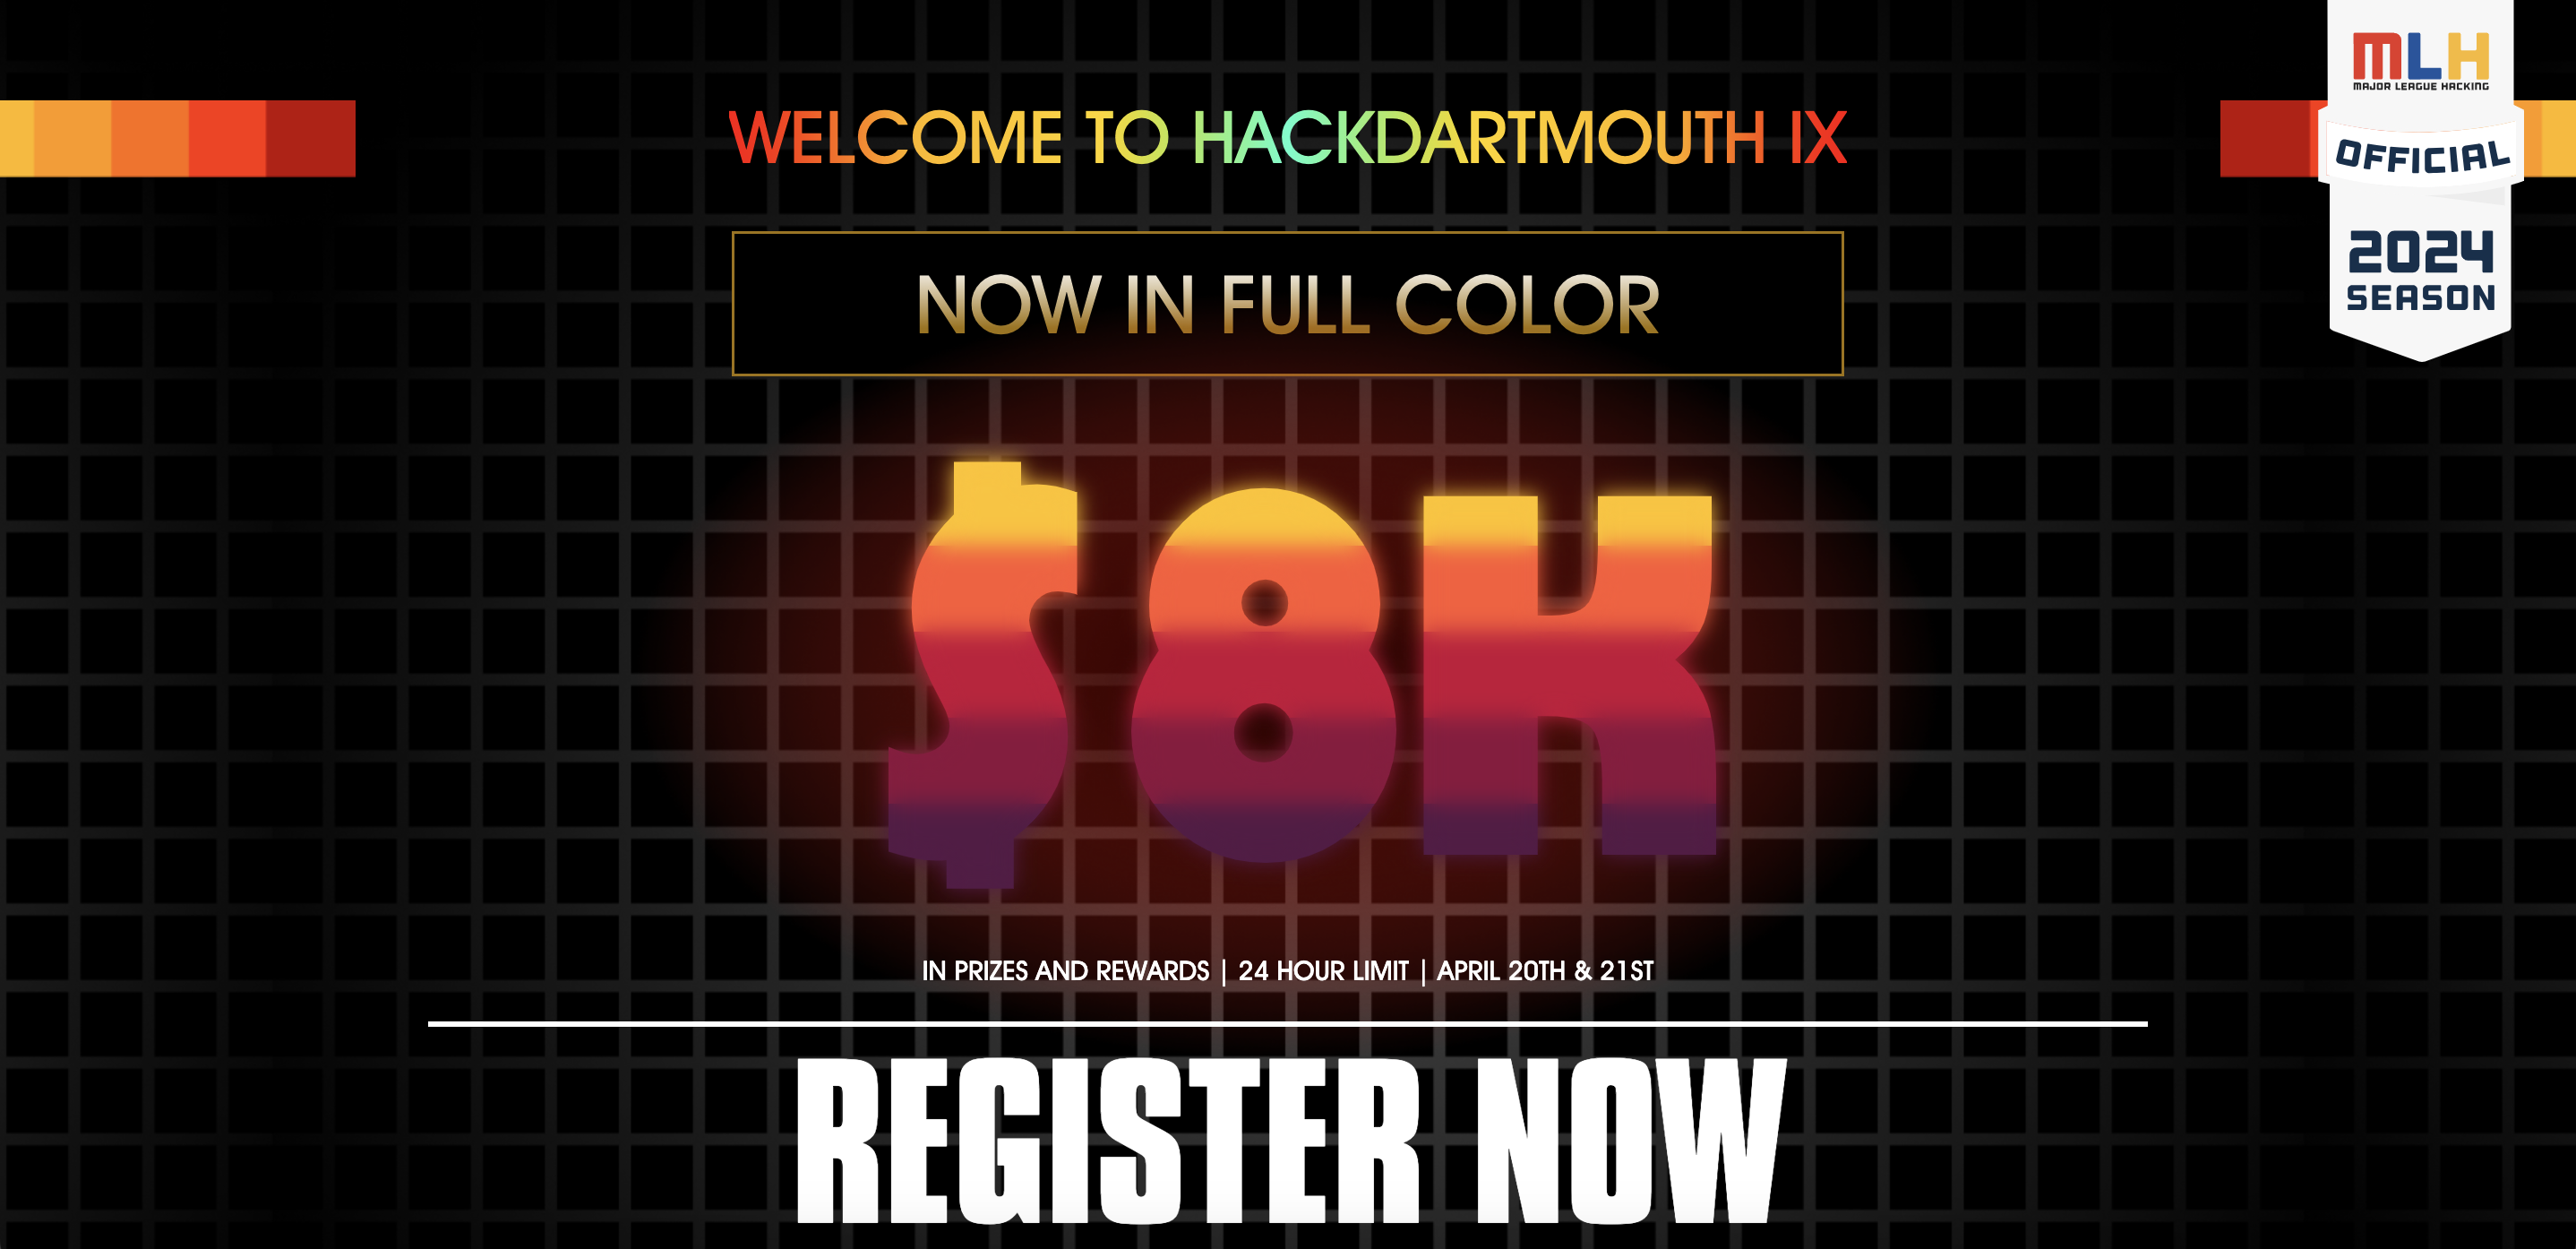 WELCOME TO HACKDARTMOUTH IX
NOW IN FULL COLOR
$8K
IN PRIZES AND REWARDS | 24 HOUR LIMIT | APRIL 20TH & 21ST
REGISTER NOW
MLH
MAJOR LEAGUE HACKING
OFFICIAL
2024
SEASON